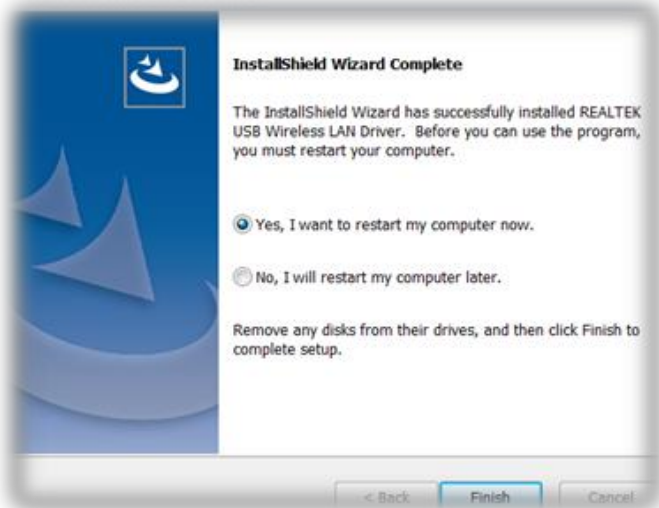 InstallShield Wizard Complete
The InstallShield Wizard has successfully installed REALTEK
USB Wireless LAN Driver. Before you can use the program,
you must restart your computer.
Yes, I want to restart my computer now.
No, I will restart my computer later.
Remove any disks from their drives, and then click Finish to
complete setup.
< Back Finish Cancel